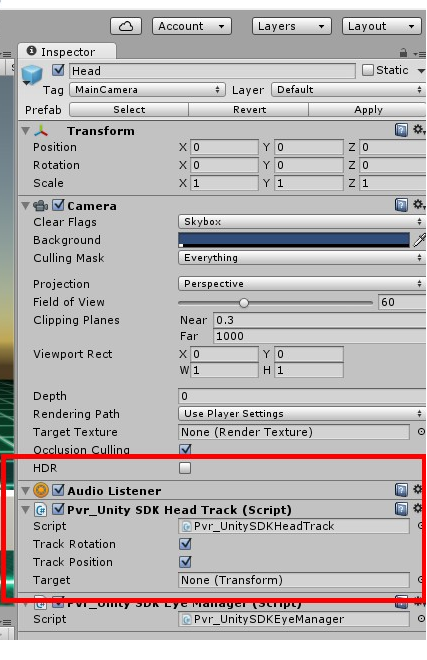 Account Layers Layout
Inspector
Head Static
Tag MainCamera Layer Default
Prefab Select Revert Apply
Transform
Position X 0 Y 0 Z 0
Rotation X 0 Y 0 Z 0
Scale X 1 Y 1 Z 1
Camera
Clear Flags Skybox
Background
Culling Mask Everything
Projection Perspective
Field of View 60
Clipping Planes Near 0.3
Far 1000
Viewport Rect X 0 Y 0
W 1 H 1
Depth 0
Rendering Path Use Player Settings
Target Texture None (Render Texture)
Occlusion Culling
HDR
Audio Listener
Pvr_Unity SDK Head Track (Script)
Script Pvr_UnitySDKHeadTrack
Track Rotation
Track Position
Target None (Transform)
Pvr_Unity SDK Eye Manager (Script)
Script Pvr_UnitySDKEyeManager